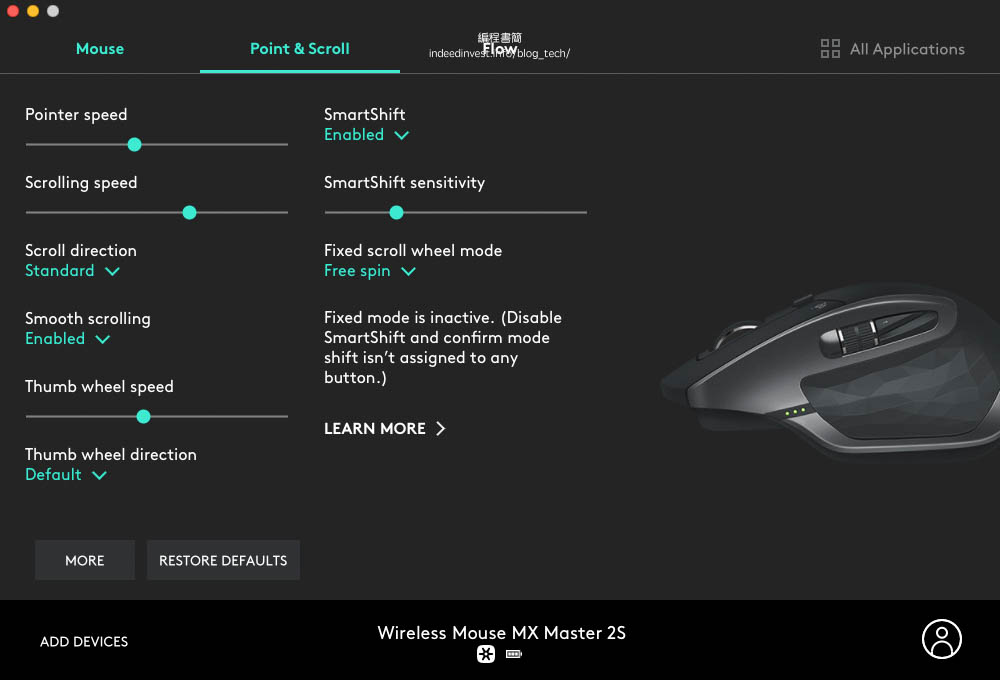 Mouse
Point & Scroll
Flow
編程書簡
indeedinvest.info/blog_tech/
All Applications
Pointer speed
Scrolling speed
Scroll direction
Standard
Smooth scrolling
Enabled
Thumb wheel speed
Thumb wheel direction
Default
SmartShift
Enabled
SmartShift sensitivity
Fixed scroll wheel mode
Free spin
Fixed mode is inactive. (Disable
SmartShift and confirm mode
shift isn't assigned to any
button.)
LEARN MORE
MORE
RESTORE DEFAULTS
ADD DEVICES
Wireless Mouse MX Master 2S